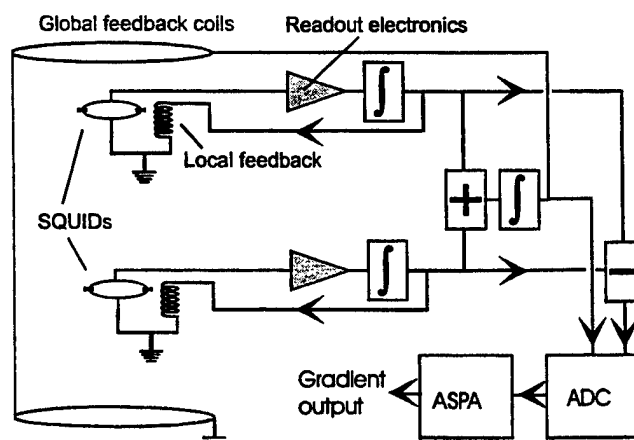 Global feedback coils
Readout electronics
∫
Local feedback
SQUIDs
+
∫
∫
−
Gradient
output
ASPA
ADC